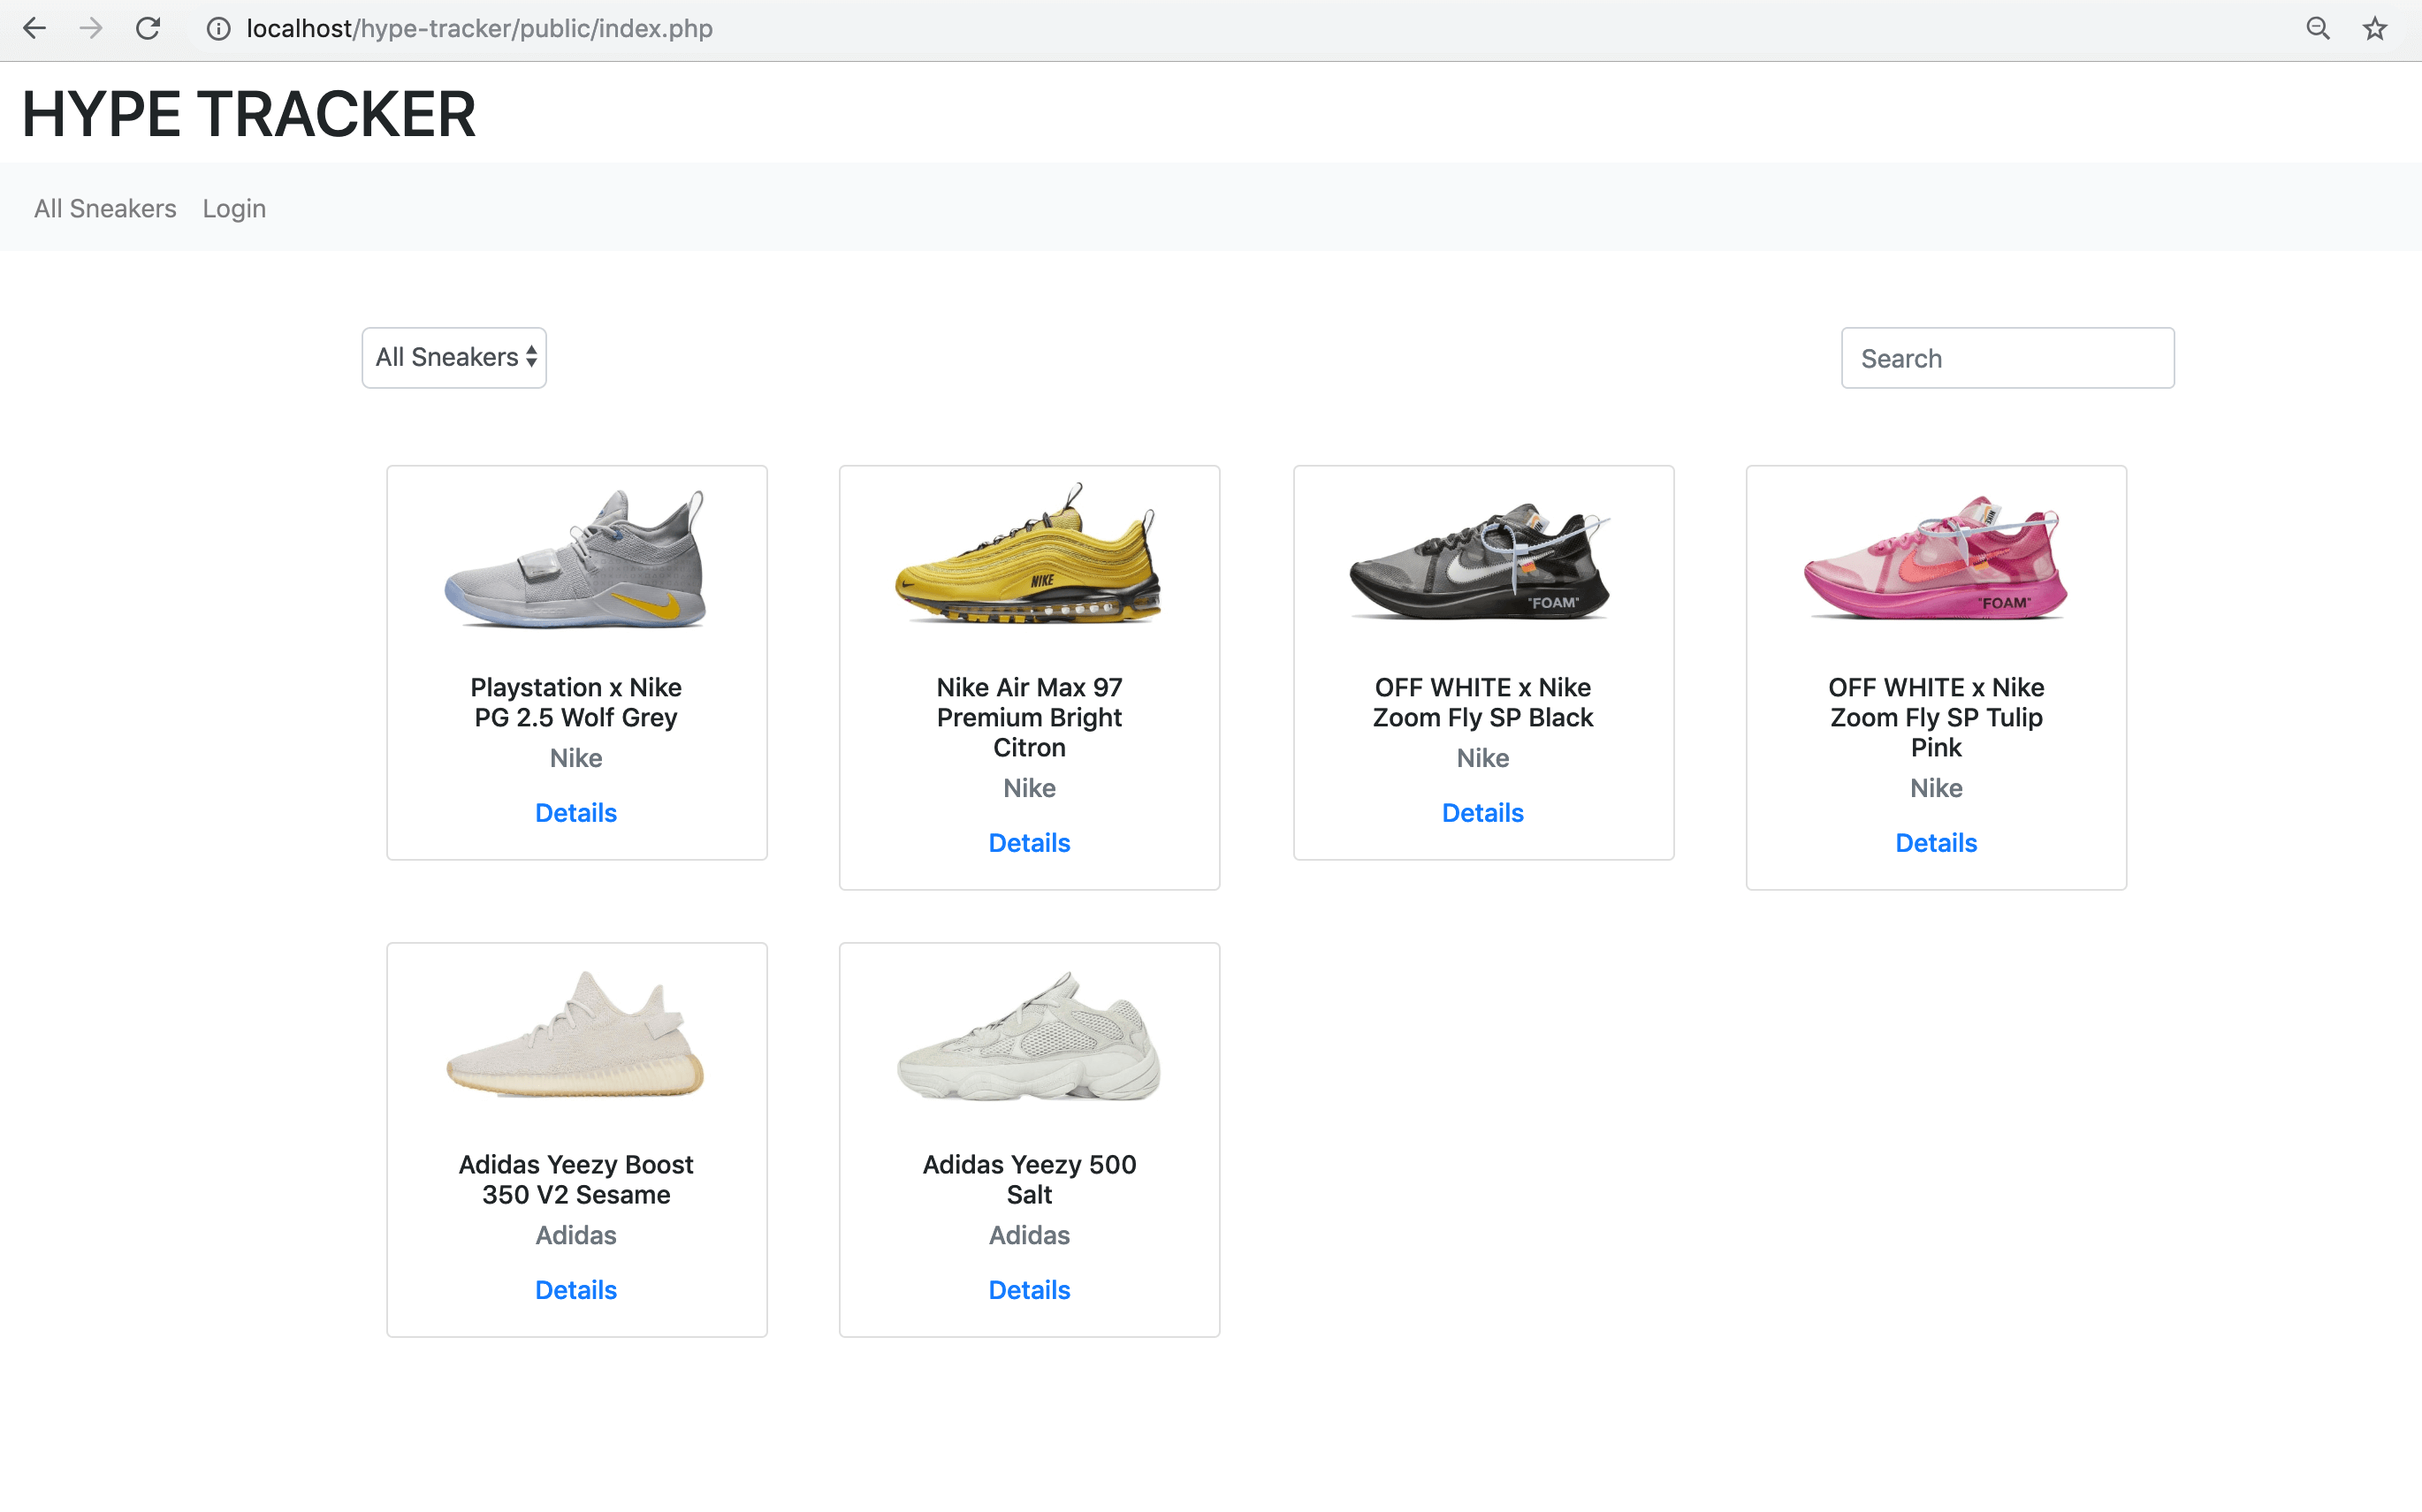 localhost/hype-tracker/public/index.php
HYPE TRACKER
All Sneakers Login
All Sneakers
Search
NIKE
"FOAM"
"FOAM"
Playstation x Nike
PG 2.5 Wolf Grey
Nike
Details
Nike Air Max 97
Premium Bright
Citron
Nike
Details
OFF WHITE x Nike
Zoom Fly SP Black
Nike
Details
OFF WHITE x Nike
Zoom Fly SP Tulip
Pink
Nike
Details
Adidas Yeezy Boost
350 V2 Sesame
Adidas
Details
Adidas Yeezy 500
Salt
Adidas
Details